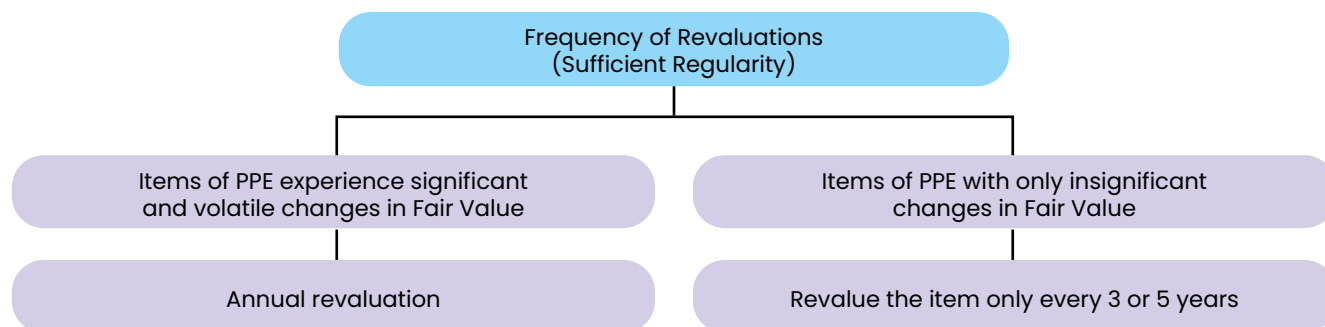 Frequency of Revaluations
(Sufficient Regularity)
Items of PPE experience significant
and volatile changes in Fair Value
Annual revaluation
Items of PPE with only insignificant
changes in Fair Value
Revalue the item only every 3 or 5 years